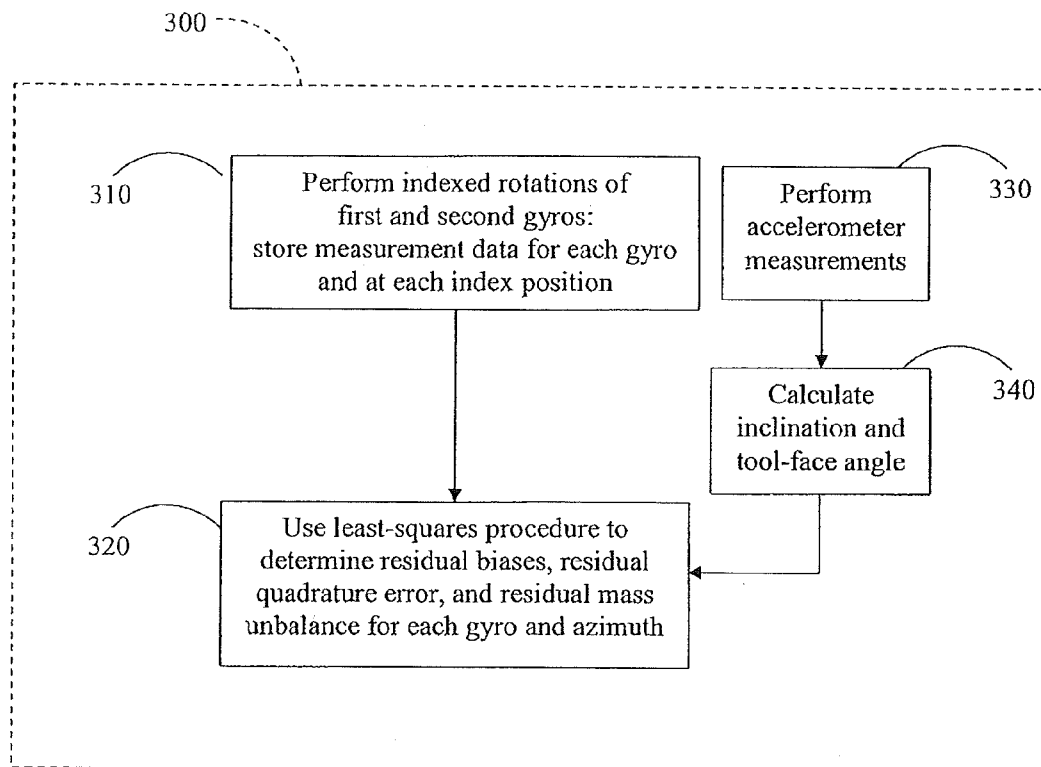 300
310
Perform indexed rotations of
first and second gyros:
store measurement data for each gyro
and at each index position
330
Perform
accelerometer
measurements
340
Calculate
inclination and
tool-face angle
320
Use least-squares procedure to
determine residual biases, residual
quadrature error, and residual mass
unbalance for each gyro and azimuth